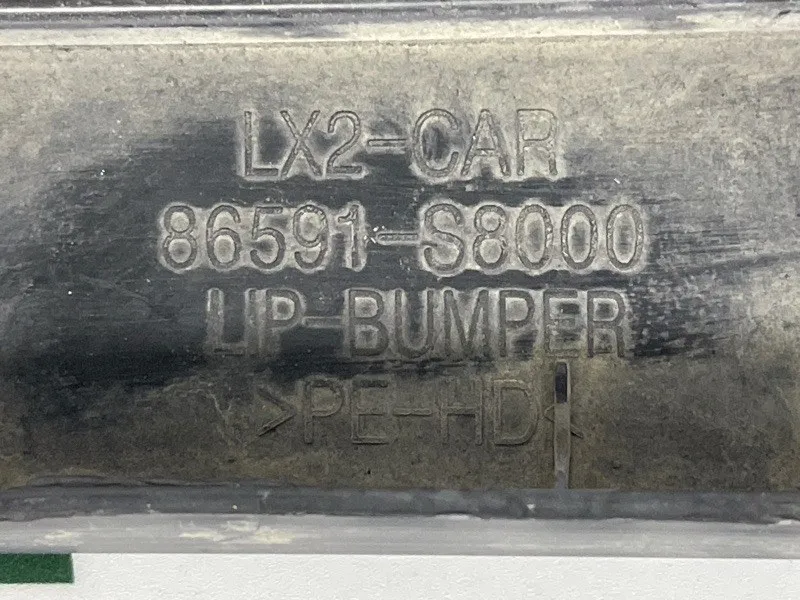 LX2-CAR
86591-S8000
LIP-BUMPER
>PE-HD<